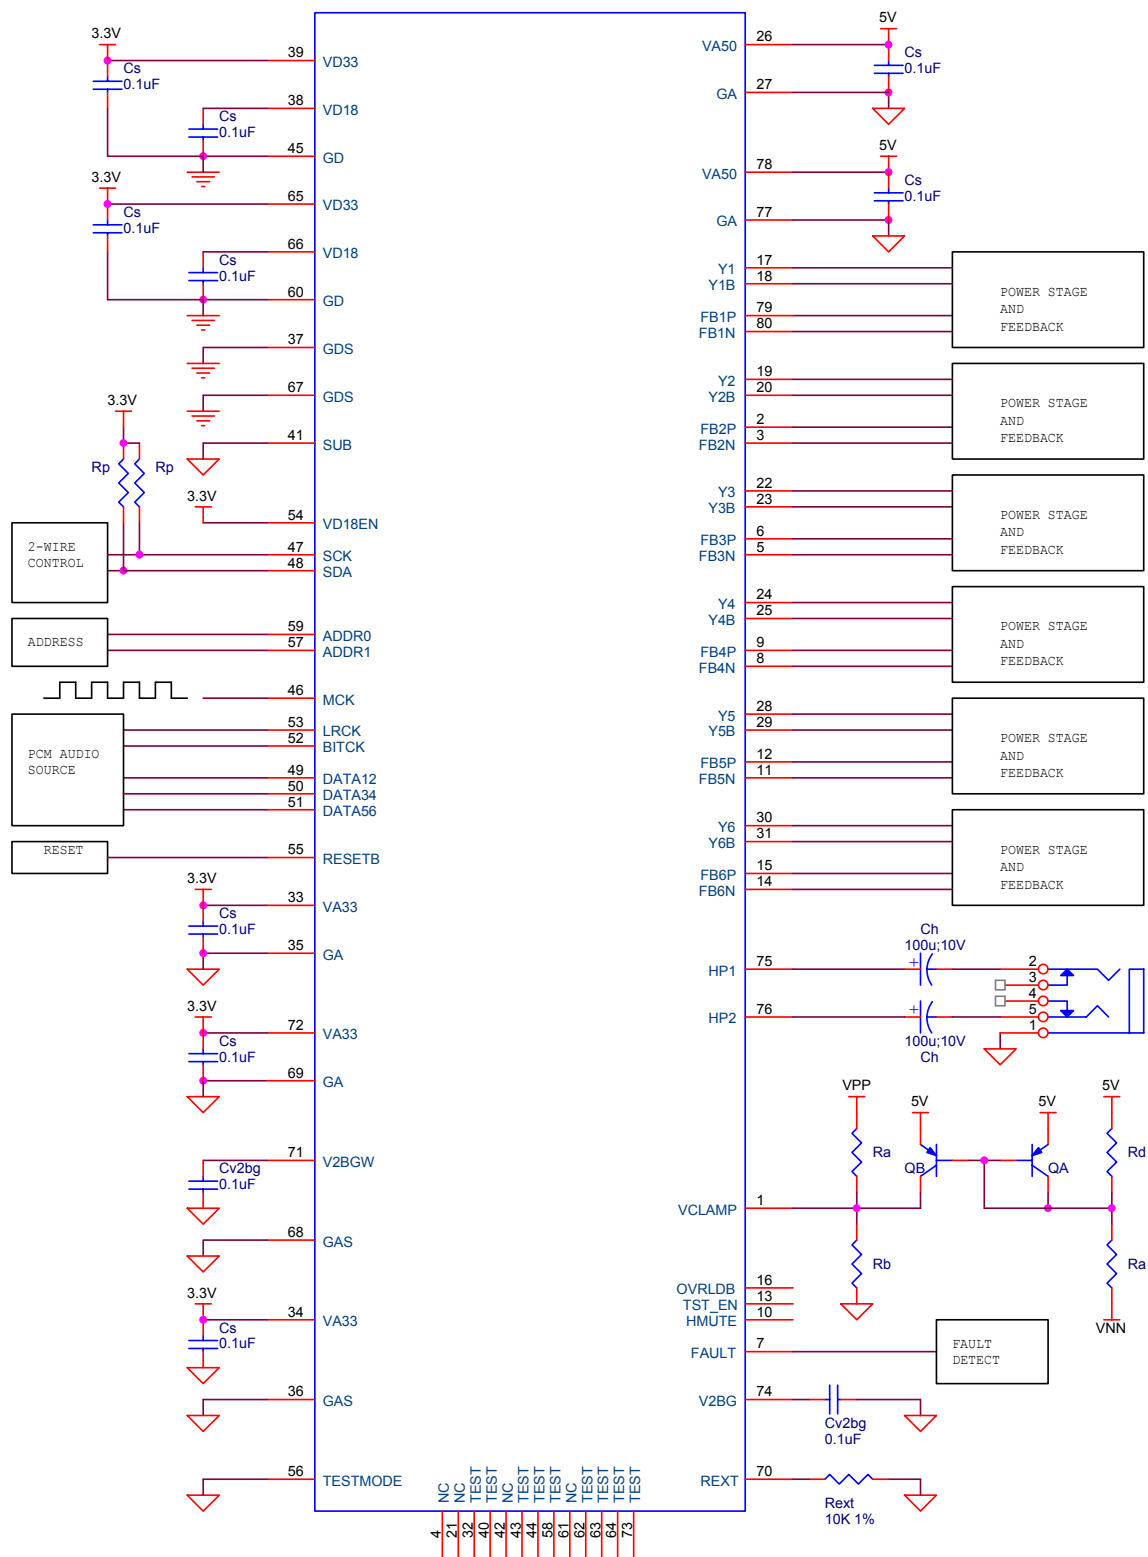 3.3V
39
VD33
Cs
0.1uF
38
VD18
Cs
0.1uF
45
GD
3.3V
65
VD33
Cs
0.1uF
66
VD18
Cs
0.1uF
60
GD
37
GDS
67
GDS
3.3V
41
SUB
Rp
Rp
3.3V
54
VD18EN
2-WIRE
CONTROL
47
SCK
48
SDA
ADDRESS
59
ADDR0
57
ADDR1
46
MCK
PCM AUDIO
SOURCE
53
LRCK
52
BITCK
49
DATA12
50
DATA34
51
DATA56
RESET
55
RESETB
3.3V
33
VA33
Cs
0.1uF
35
GA
3.3V
72
VA33
Cs
0.1uF
69
GA
71
V2BGW
Cv2bg
0.1uF
68
GAS
3.3V
34
VA33
Cs
0.1uF
36
GAS
56
TESTMODE
NC
NC
TEST
TEST
NC
TEST
TEST
TEST
NC
TEST
TEST
TEST
TEST
4
21
32
40
42
43
44
58
61
62
63
64
73
5V
VA50
26
Cs
0.1uF
GA
27
5V
VA50
78
Cs
0.1uF
GA
77
Y1
17
Y1B
18
FB1P
79
FB1N
80
POWER STAGE
AND
FEEDBACK
Y2
19
Y2B
20
FB2P
2
FB2N
3
POWER STAGE
AND
FEEDBACK
Y3
22
Y3B
23
FB3P
6
FB3N
5
POWER STAGE
AND
FEEDBACK
Y4
24
Y4B
25
FB4P
9
FB4N
8
POWER STAGE
AND
FEEDBACK
Y5
28
Y5B
29
FB5P
12
FB5N
11
POWER STAGE
AND
FEEDBACK
Y6
30
Y6B
31
FB6P
15
FB6N
14
POWER STAGE
AND
FEEDBACK
Ch
100u;10V
+
HP1
75
2
3
4
5
1
HP2
76
+
100u;10V
Ch
VPP
5V
5V
5V
Ra
QB
QA
Rd
VCLAMP
1
Rb
Ra
VNN
OVRLDB
16
TST_EN
13
HMUTE
10
FAULT
7
FAULT
DETECT
V2BG
74
Cv2bg
0.1uF
REXT
70
Rext
10K 1%